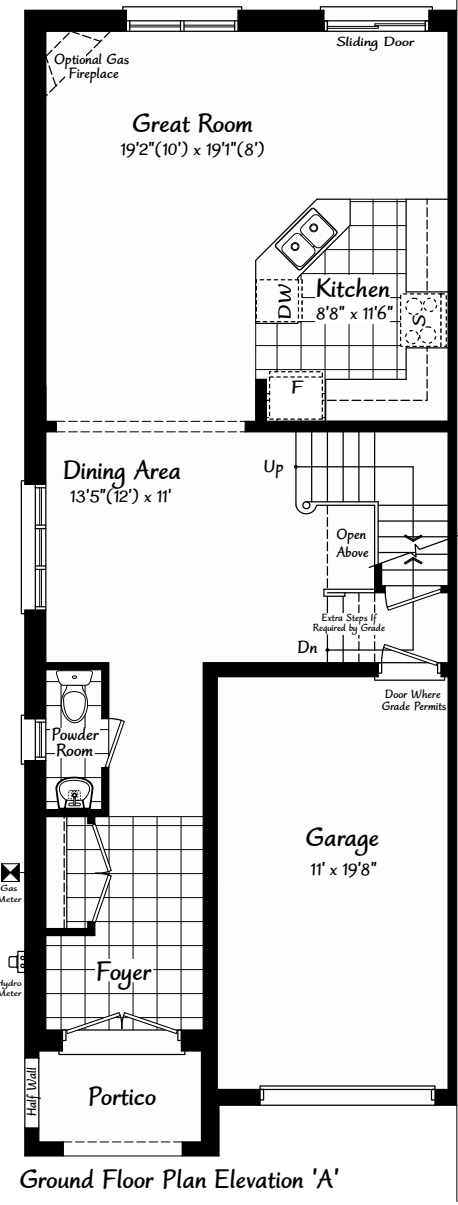 Sliding Door
Optional Gas
Fireplace
Great Room
19'2"(10') x 19'1"(8')
DW
Kitchen
8'8" x 11'6"
S
F
Dining Area
13'5"(12') x 11'
Up
Open
Above
Extra Steps If
Required by Grade
Dn
Door Where
Grade Permits
Powder
Room
Garage
11' x 19'8"
Gas
Meter
Foyer
Hydro
Meter
Half Wall
Portico
Ground Floor Plan Elevation 'A'